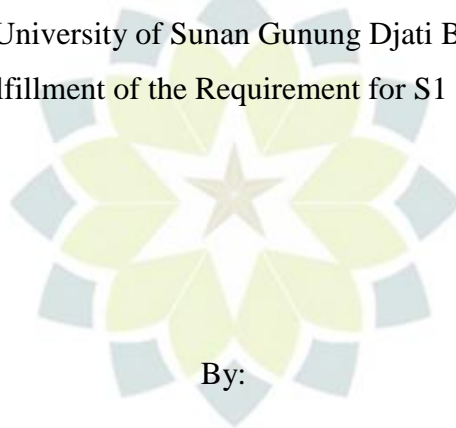 University of Sunan Gunung Djati B
lfillment of the Requirement for S1
By: